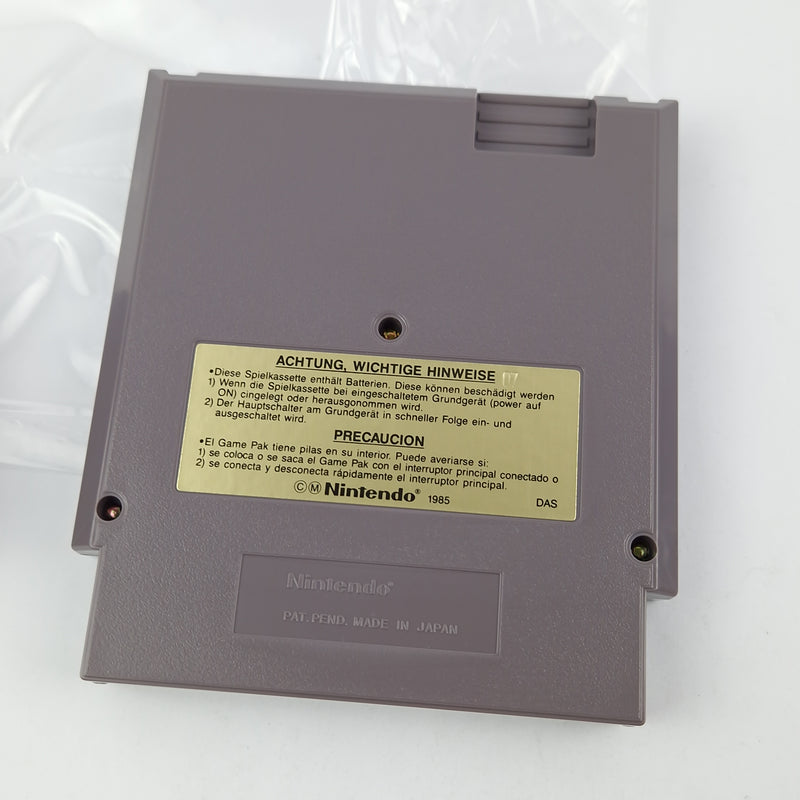 ACHTUNG, WICHTIGE HINWEISE
•Diese Spielkassette enthält Batterien. Diese können beschädigt werden
1) Wenn die Spielkassette bei eingeschaltetem Grundgerät (power auf
ON) eingelegt oder herausgonommen wird.
2) Der Hauptschalter am Grundgerät in schneller Folge ein- und
ausgeschaltet wird.
PRECAUCION
•El Game Pak tiene pilas en su interior. Puede averiarse si:
1) se coloca o se saca el Game Pak con el interruptor principal conectado o
2) se conecta y desconecta rápidamente el interruptor principal.
ⒸⓂ Nintendo® 1985 DAS
Nintendo®
PAT. PEND. MADE IN JAPAN